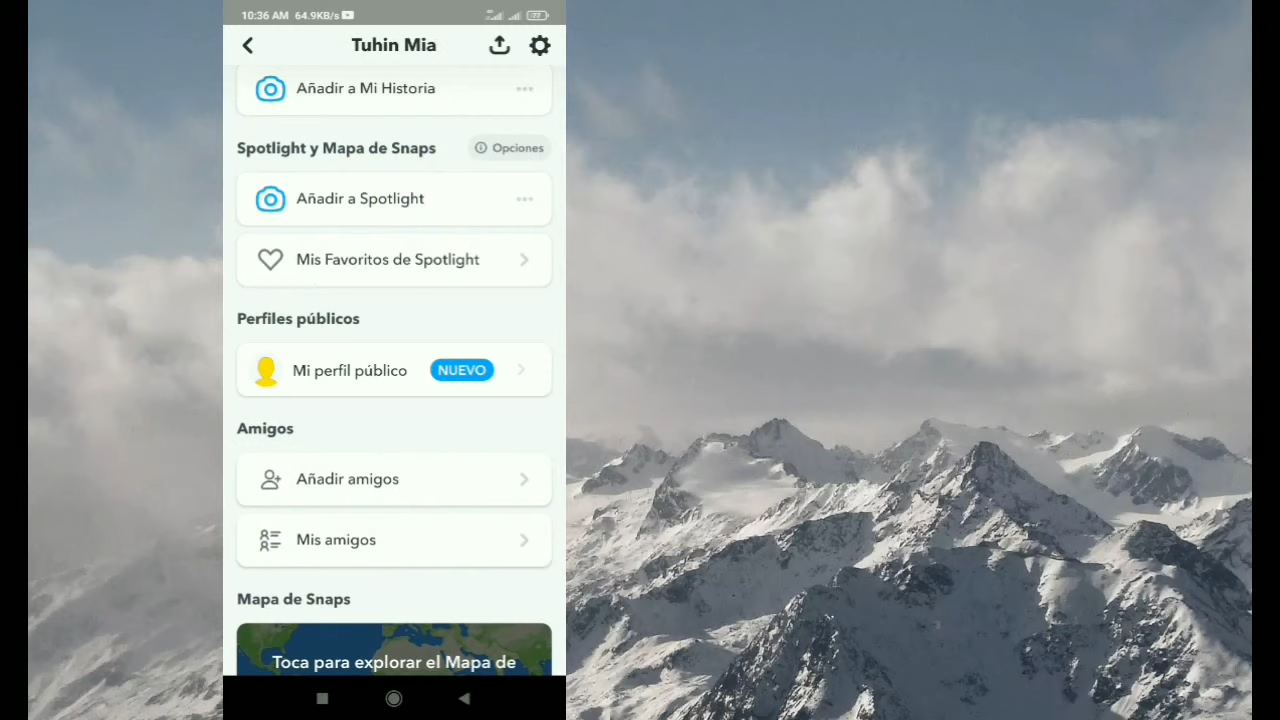 10:36 AM 64.9KB/s
77
Tuhin Mia
Añadir a Mi Historia
Spotlight y Mapa de Snaps
Opciones
Añadir a Spotlight
Mis Favoritos de Spotlight
Perfiles públicos
Mi perfil público NUEVO
Amigos
Añadir amigos
Mis amigos
Mapa de Snaps
Toca para explorar el Mapa de